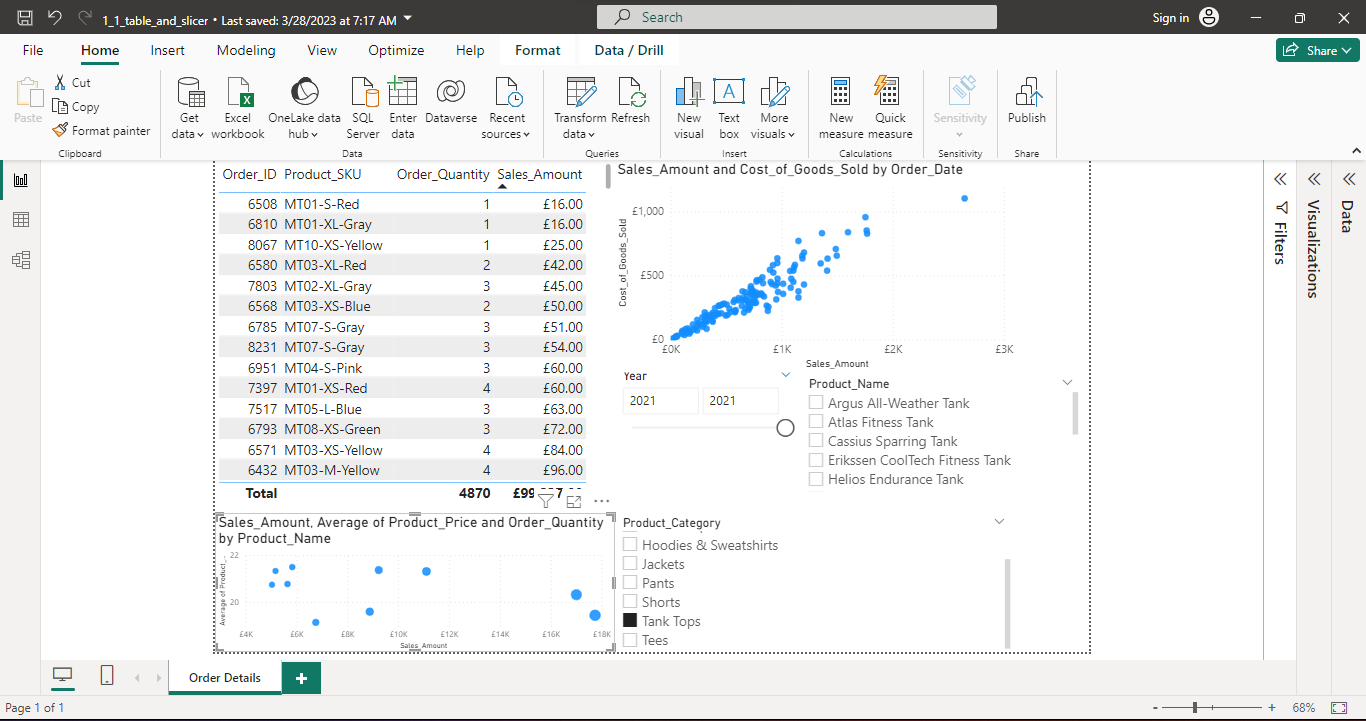 1_1_table_and_slicer • Last saved: 3/28/2023 at 7:17 AM
Search
Sign in
File Home Insert Modeling View Optimize Help Format Data / Drill
Share
Paste
Cut
Copy
Format painter
Clipboard
Get data
Excel workbook
OneLake data hub
SQL Server
Enter data
Dataverse
Recent sources
Data
Transform data
Refresh
Queries
New visual
Text box
More visuals
Insert
New measure
Quick measure
Calculations
Sensitivity
Sensitivity
Publish
Share
Order_ID Product_SKU Order_Quantity Sales_Amount
6508 MT01-S-Red 1 £16.00
6810 MT01-XL-Gray 1 £16.00
8067 MT10-XS-Yellow 1 £25.00
6580 MT03-XL-Red 2 £42.00
7803 MT02-XL-Gray 3 £45.00
6568 MT03-XS-Blue 2 £50.00
6785 MT07-S-Gray 3 £51.00
8231 MT07-S-Gray 3 £54.00
6951 MT04-S-Pink 3 £60.00
7397 MT01-XS-Red 4 £60.00
7517 MT05-L-Blue 3 £63.00
6793 MT08-XS-Green 3 £72.00
6571 MT03-XS-Yellow 4 £84.00
6432 MT03-M-Yellow 4 £96.00
Total 4870
Sales_Amount and Cost_of_Goods_Sold by Order_Date
Cost_of_Goods_Sold
£1,000
£500
£0
£0K £1K £2K £3K
Sales_Amount
Year
2021 2021
Product_Name
Argus All-Weather Tank
Atlas Fitness Tank
Cassius Sparring Tank
Erikssen CoolTech Fitness Tank
Helios Endurance Tank
Sales_Amount, Average of Product_Price and Order_Quantity
by Product_Name
Average of Product_...
22
20
£4K £6K £8K £10K £12K £14K £16K £18K
Sales_Amount
Product_Category
Hoodies & Sweatshirts
Jackets
Pants
Shorts
Tank Tops
Tees
Filters
Visualizations
Data
Order Details
Page 1 of 1
68%